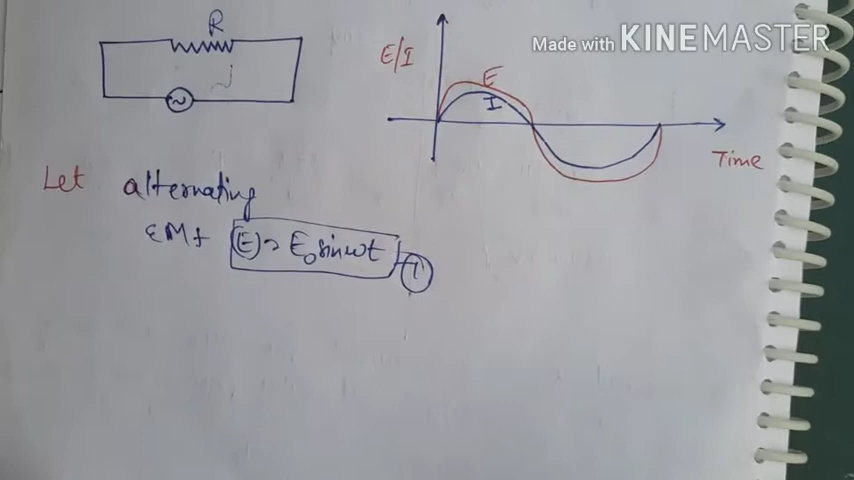 R
Made with KINEMASTER
E/I
E
I
Time
Let alternating
EMf (E) = E₀ sinωt
1